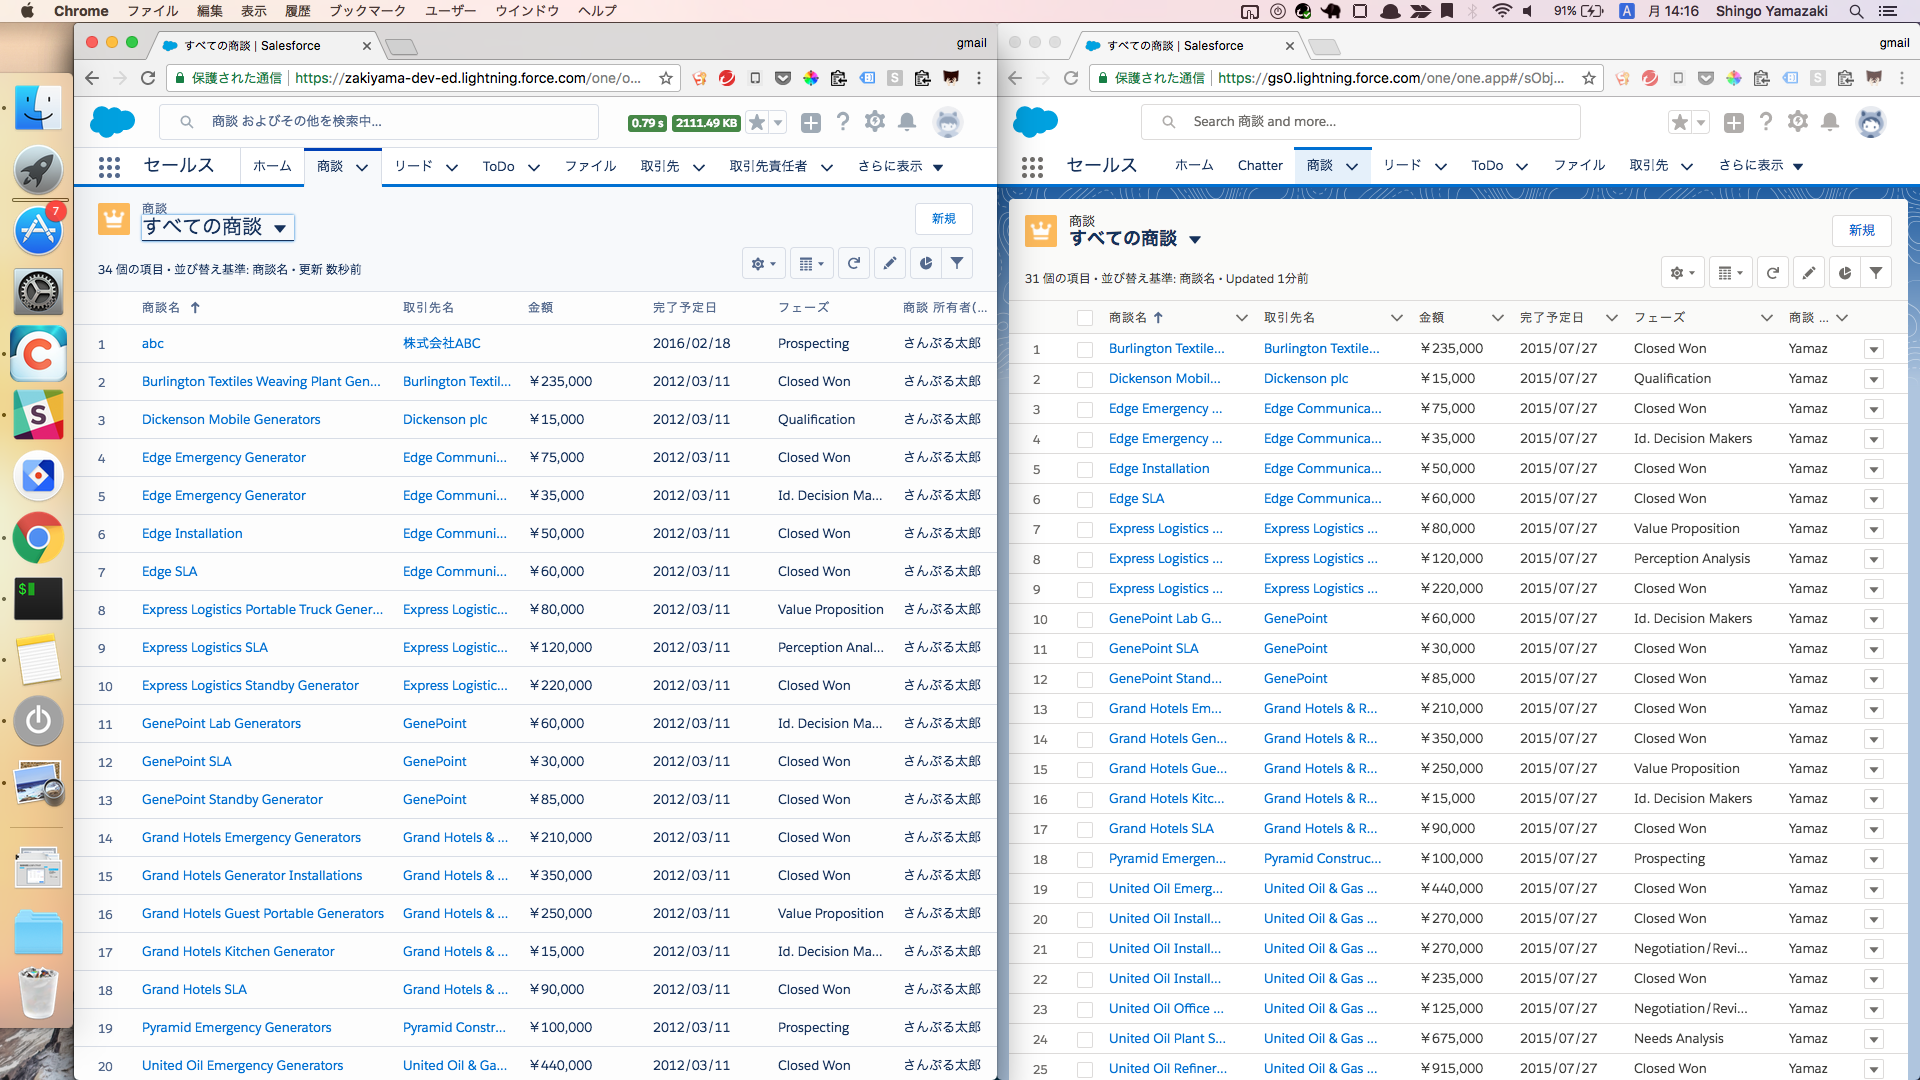 Chrome ファイル 編集 表示 履歴 ブックマーク ユーザー ウインドウ ヘルプ 91% A 月 14:16 Shingo Yamazaki
すべての商談 | Salesforce gmail
保護された通信 https://zakiyama-dev-ed.lightning.force.com/one/o...
商談 およびその他を検索中... 0.79 s 2111.49 KB
セールス ホーム 商談 リード ToDo ファイル 取引先 取引先責任者 さらに表示
商談
すべての商談
新規
34 個の項目・並び替え基準: 商談名・更新 数秒前
商談名 取引先名 金額 完了予定日 フェーズ 商談 所有者(...
1 abc 株式会社ABC 2016/02/18 Prospecting さんぷる太郎
2 Burlington Textiles Weaving Plant Gen... Burlington Textil... ¥235,000 2012/03/11 Closed Won さんぷる太郎
3 Dickenson Mobile Generators Dickenson plc ¥15,000 2012/03/11 Qualification さんぷる太郎
4 Edge Emergency Generator Edge Communi... ¥75,000 2012/03/11 Closed Won さんぷる太郎
5 Edge Emergency Generator Edge Communi... ¥35,000 2012/03/11 Id. Decision Ma... さんぷる太郎
6 Edge Installation Edge Communi... ¥50,000 2012/03/11 Closed Won さんぷる太郎
7 Edge SLA Edge Communi... ¥60,000 2012/03/11 Closed Won さんぷる太郎
8 Express Logistics Portable Truck Gener... Express Logistic... ¥80,000 2012/03/11 Value Proposition さんぷる太郎
9 Express Logistics SLA Express Logistic... ¥120,000 2012/03/11 Perception Anal... さんぷる太郎
10 Express Logistics Standby Generator Express Logistic... ¥220,000 2012/03/11 Closed Won さんぷる太郎
11 GenePoint Lab Generators GenePoint ¥60,000 2012/03/11 Id. Decision Ma... さんぷる太郎
12 GenePoint SLA GenePoint ¥30,000 2012/03/11 Closed Won さんぷる太郎
13 GenePoint Standby Generator GenePoint ¥85,000 2012/03/11 Closed Won さんぷる太郎
14 Grand Hotels Emergency Generators Grand Hotels & ... ¥210,000 2012/03/11 Closed Won さんぷる太郎
15 Grand Hotels Generator Installations Grand Hotels & ... ¥350,000 2012/03/11 Closed Won さんぷる太郎
16 Grand Hotels Guest Portable Generators Grand Hotels & ... ¥250,000 2012/03/11 Value Proposition さんぷる太郎
17 Grand Hotels Kitchen Generator Grand Hotels & ... ¥15,000 2012/03/11 Id. Decision Ma... さんぷる太郎
18 Grand Hotels SLA Grand Hotels & ... ¥90,000 2012/03/11 Closed Won さんぷる太郎
19 Pyramid Emergency Generators Pyramid Constr... ¥100,000 2012/03/11 Prospecting さんぷる太郎
20 United Oil Emergency Generators United Oil & Ga... ¥440,000 2012/03/11 Closed Won さんぷる太郎
すべての商談 | Salesforce gmail
保護された通信 https://gs0.lightning.force.com/one/one.app#/sObj...
Search 商談 and more...
セールス ホーム Chatter 商談 リード ToDo ファイル 取引先 さらに表示
商談
すべての商談
新規
31 個の項目・並び替え基準: 商談名・Updated 1分前
商談名 取引先名 金額 完了予定日 フェーズ 商談 ...
1 Burlington Textile... Burlington Textile... ¥235,000 2015/07/27 Closed Won Yamaz
2 Dickenson Mobil... Dickenson plc ¥15,000 2015/07/27 Qualification Yamaz
3 Edge Emergency ... Edge Communica... ¥75,000 2015/07/27 Closed Won Yamaz
4 Edge Emergency ... Edge Communica... ¥35,000 2015/07/27 Id. Decision Makers Yamaz
5 Edge Installation Edge Communica... ¥50,000 2015/07/27 Closed Won Yamaz
6 Edge SLA Edge Communica... ¥60,000 2015/07/27 Closed Won Yamaz
7 Express Logistics ... Express Logistics ... ¥80,000 2015/07/27 Value Proposition Yamaz
8 Express Logistics ... Express Logistics ... ¥120,000 2015/07/27 Perception Analysis Yamaz
9 Express Logistics ... Express Logistics ... ¥220,000 2015/07/27 Closed Won Yamaz
10 GenePoint Lab G... GenePoint ¥60,000 2015/07/27 Id. Decision Makers Yamaz
11 GenePoint SLA GenePoint ¥30,000 2015/07/27 Closed Won Yamaz
12 GenePoint Stand... GenePoint ¥85,000 2015/07/27 Closed Won Yamaz
13 Grand Hotels Em... Grand Hotels & R... ¥210,000 2015/07/27 Closed Won Yamaz
14 Grand Hotels Gen... Grand Hotels & R... ¥350,000 2015/07/27 Closed Won Yamaz
15 Grand Hotels Gue... Grand Hotels & R... ¥250,000 2015/07/27 Value Proposition Yamaz
16 Grand Hotels Kitc... Grand Hotels & R... ¥15,000 2015/07/27 Id. Decision Makers Yamaz
17 Grand Hotels SLA Grand Hotels & R... ¥90,000 2015/07/27 Closed Won Yamaz
18 Pyramid Emergen... Pyramid Construc... ¥100,000 2015/07/27 Prospecting Yamaz
19 United Oil Emerg... United Oil & Gas ... ¥440,000 2015/07/27 Closed Won Yamaz
20 United Oil Install... United Oil & Gas ... ¥270,000 2015/07/27 Closed Won Yamaz
21 United Oil Install... United Oil & Gas ... ¥270,000 2015/07/27 Negotiation/Revi... Yamaz
22 United Oil Install... United Oil & Gas ... ¥235,000 2015/07/27 Closed Won Yamaz
23 United Oil Office ... United Oil & Gas ... ¥125,000 2015/07/27 Negotiation/Revi... Yamaz
24 United Oil Plant S... United Oil & Gas ... ¥675,000 2015/07/27 Needs Analysis Yamaz
25 United Oil Refiner... United Oil & Gas ... ¥915,000 2015/07/27 Closed Won Yamaz
7